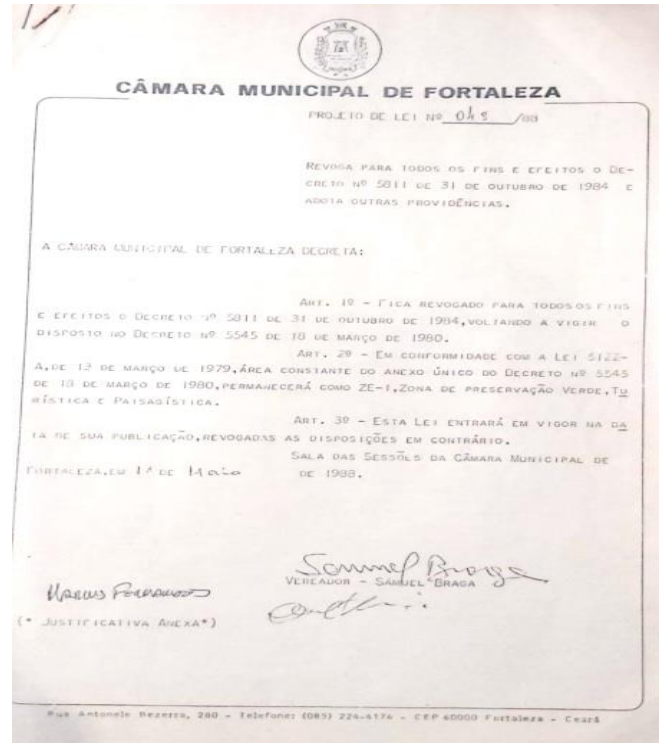 CÂMARA MUNICIPAL DE FORTALEZA
PROJETO DE LEI Nº /88
REVOGA PARA TODOS OS FINS E EFEITOS O DE-
CRETO Nº 5811 DE 31 DE OUTUBRO DE 1984 E
ADOTA OUTRAS PROVIDÊNCIAS.
A CÂMARA MUNICIPAL DE FORTALEZA DECRETA:
ART. 1º - FICA REVOGADO PARA TODOS OS FINS
E EFEITOS O DECRETO Nº 5811 DE 31 DE OUTUBRO DE 1984, VOLTANDO A VIGIR O
DISPOSTO NO DECRETO Nº 5545 DE 18 DE MARÇO DE 1980.
ART. 2º - EM CONFORMIDADE COM A LEI 5122-
A, DE 13 DE MARÇO DE 1979, ÁREA CONSTANTE DO ANEXO ÚNICO DO DECRETO Nº 5545
DE 18 DE MARÇO DE 1980, PERMANECERÁ COMO ZE-1, ZONA DE PRESERVAÇÃO VERDE, TU
RÍSTICA E PAISAGÍSTICA.
ART. 3º - ESTA LEI ENTRARÁ EM VIGOR NA DA
TA DE SUA PUBLICAÇÃO, REVOGADAS AS DISPOSIÇÕES EM CONTRÁRIO.
SALA DAS SESSÕES DA CÂMARA MUNICIPAL DE
FORTALEZA, EM DE Maio DE 1988.
Samuel Braga
VEREADOR - SAMUEL BRAGA
(* JUSTIFICATIVA ANEXA*)
Rua Antonele Bezerra, 280 - Telefone: (085) 224-4174 - CEP 60000 Fortaleza - Ceará